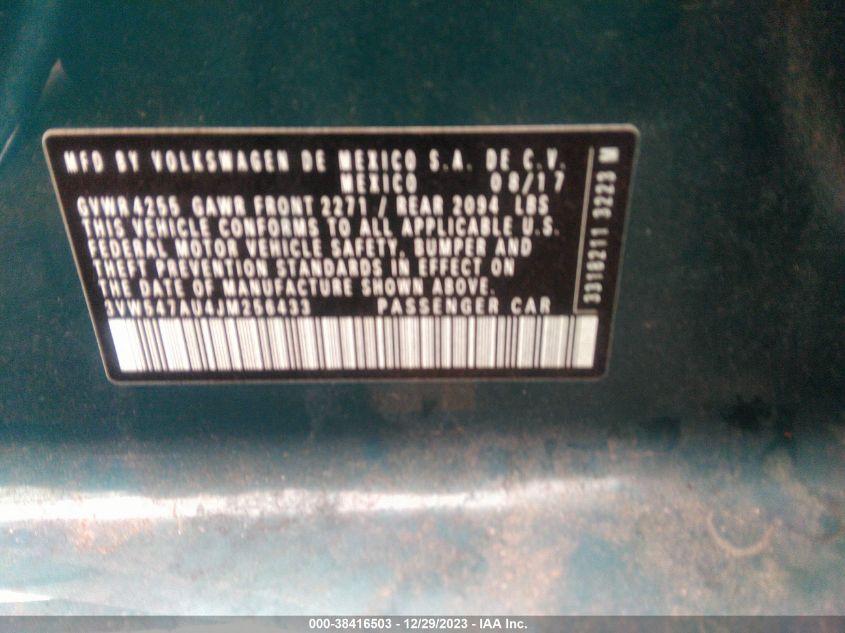 MFD BY VOLKSWAGEN DE MEXICO S.A. DE C.V.
MEXICO 08/17
GVWR 4255 GAWR FRONT 2271 / REAR 2094 LBS
THIS VEHICLE CONFORMS TO ALL APPLICABLE U.S.
FEDERAL MOTOR VEHICLE SAFETY, BUMPER AND
THEFT PREVENTION STANDARDS IN EFFECT ON
THE DATE OF MANUFACTURE SHOWN ABOVE.
3VW547AU4JM256433 PASSENGER CAR
3318211 3223 M
000-38416503 - 12/29/2023 - IAA Inc.